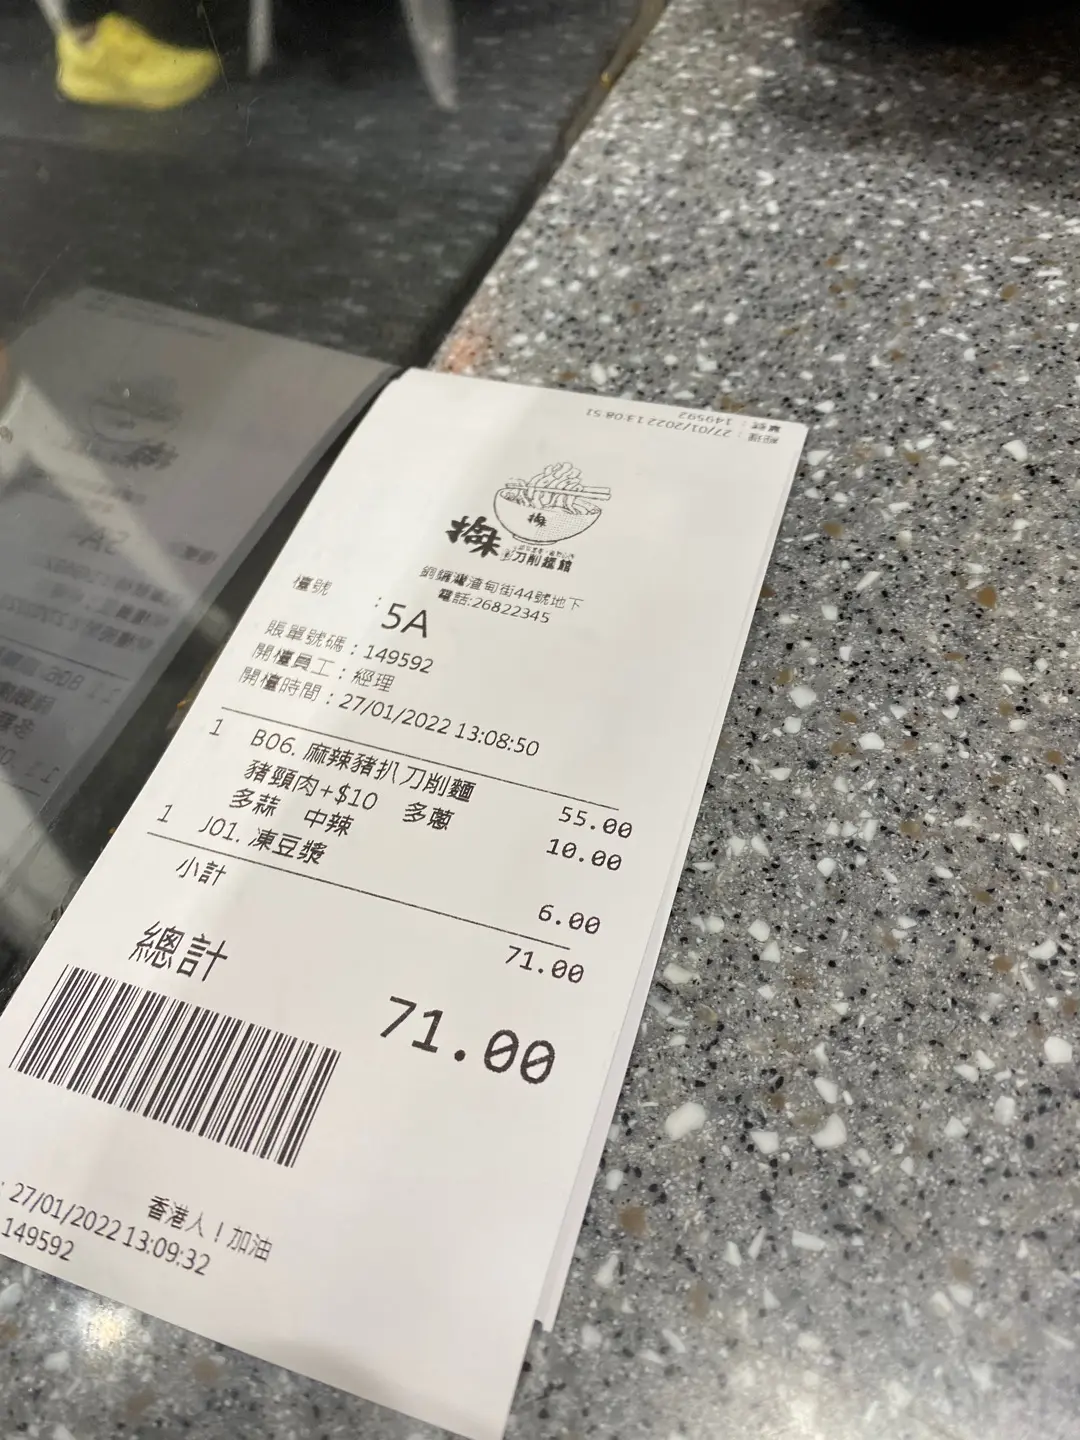 經理 : 27/01/2022 13:08:51
單號 : 149592
刀削麵館
銅鑼灣渣甸街44號地下
電話:26822345
檯號 : 5A
賬單號碼 : 149592
開檯員工 : 經理
開檯時間 : 27/01/2022 13:08:50
1 B06. 麻辣豬扒刀削麵 55.00
豬頸肉+$10 多蔥 10.00
多蒜 中辣
1 J01. 凍豆漿 6.00
小計 71.00
總計 71.00
香港人！加油
: 27/01/2022 13:09:32
149592